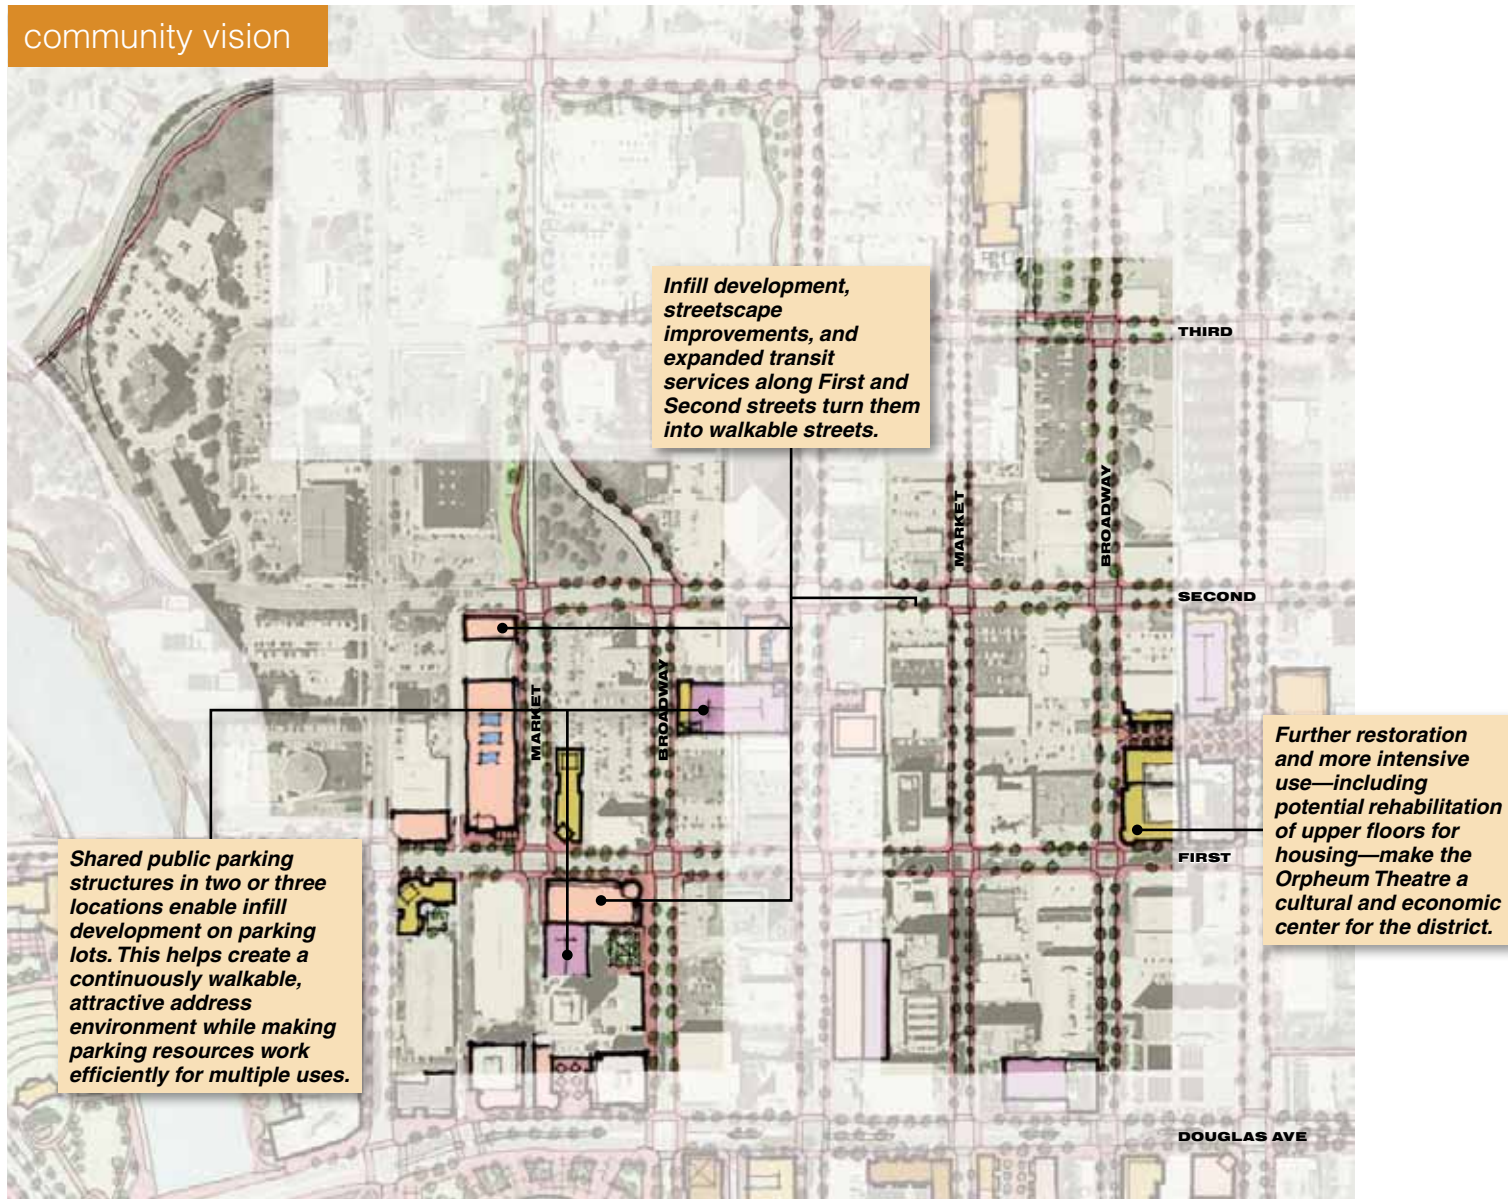 community vision
Infill development,
streetscape
improvements, and
expanded transit
services along First and
Second streets turn them
into walkable streets.
THIRD
MARKET
BROADWAY
SECOND
MARKET
BROADWAY
Further restoration
and more intensive
use—including
potential rehabilitation
of upper floors for
housing—make the
Orpheum Theatre a
cultural and economic
center for the district.
FIRST
Shared public parking
structures in two or three
locations enable infill
development on parking
lots. This helps create a
continuously walkable,
attractive address
environment while making
parking resources work
efficiently for multiple uses.
DOUGLAS AVE